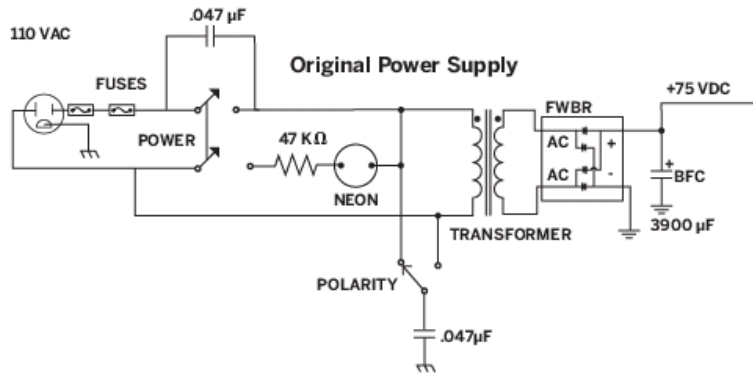 .047 µF
110 VAC
Original Power Supply
FUSES
+75 VDC
FWBR
POWER
47 KΩ
AC
+
AC
-
+
BFC
NEON
TRANSFORMER
3900 µF
POLARITY
.047µF